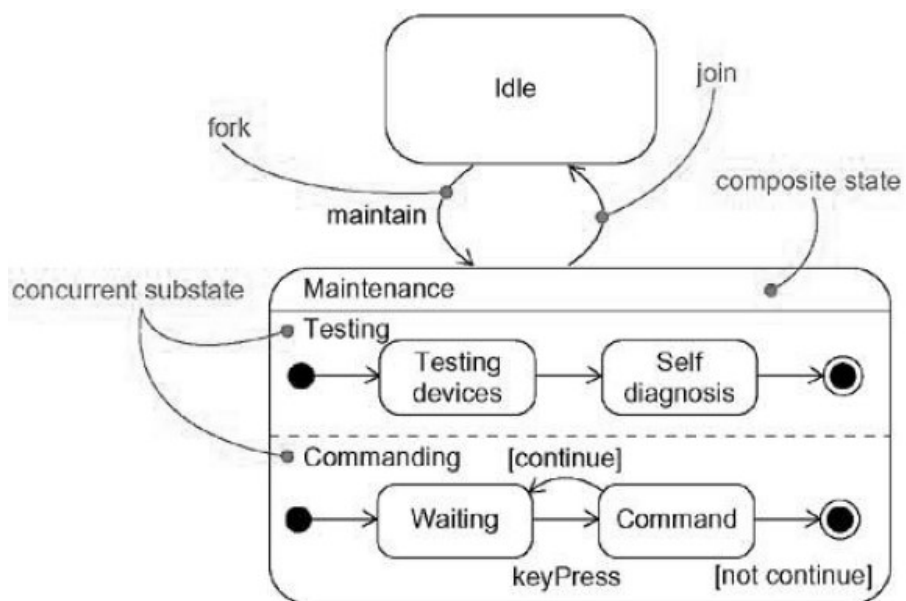 Idle
join
fork
maintain
composite state
concurrent substate
Maintenance
Testing
Testing
devices
Self
diagnosis
Commanding
[continue]
Waiting
Command
keyPress
[not continue]